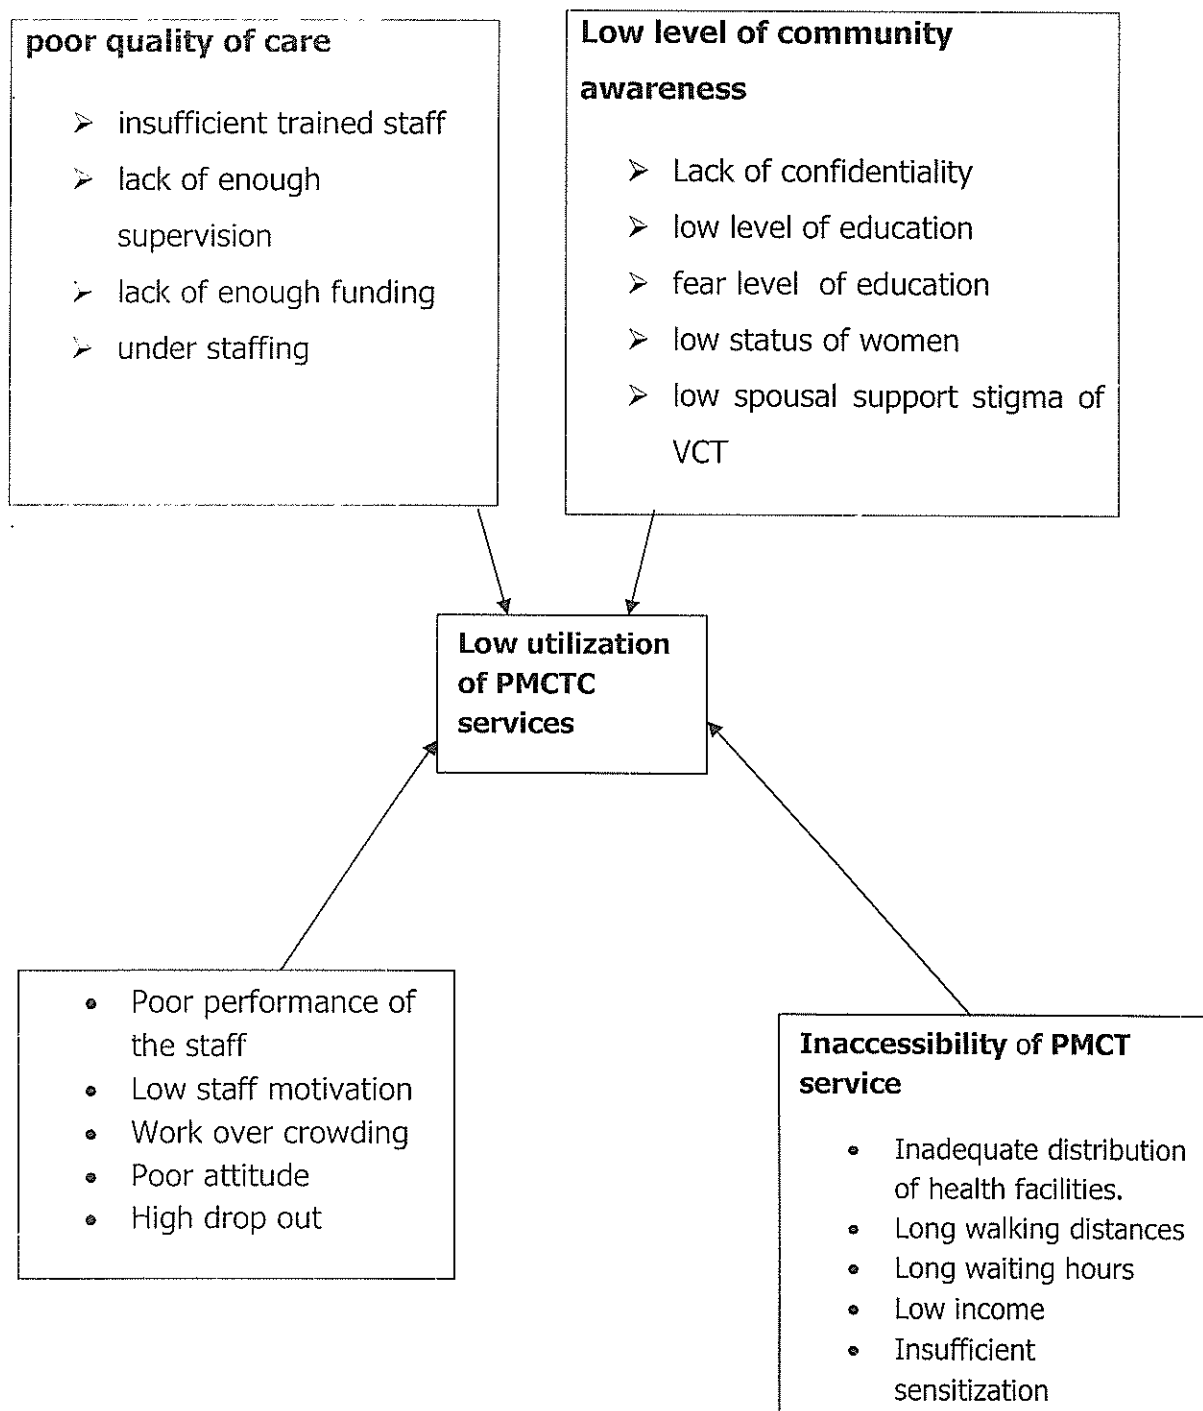 poor quality of care
➢ insufficient trained staff
➢ lack of enough
supervision
➢ lack of enough funding
➢ under staffing
Low level of community
awareness
➢ Lack of confidentiality
➢ low level of education
➢ fear level of education
➢ low status of women
➢ low spousal support stigma of
VCT
Low utilization
of PMCTC
services
• Poor performance of
the staff
• Low staff motivation
• Work over crowding
• Poor attitude
• High drop out
Inaccessibility of PMCT
service
• Inadequate distribution
of health facilities.
• Long walking distances
• Long waiting hours
• Low income
• Insufficient
sensitization